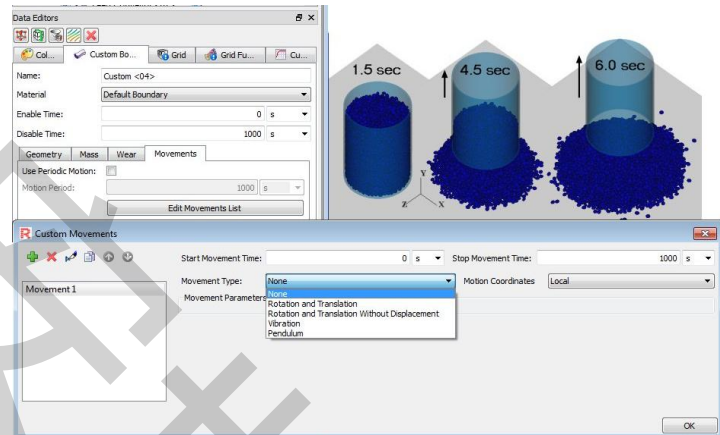 Data Editors
Col... Custom Bo... Grid Grid Fu... Cu...
Name: Custom <04>
Material Default Boundary
Enable Time: 0 s
Disable Time: 1000 s
Geometry Mass Wear Movements
Use Periodic Motion:
Motion Period: 1000 s
Edit Movements List
1.5 sec 4.5 sec 6.0 sec
Y
Z X
R Custom Movements
Start Movement Time: 0 s Stop Movement Time: 1000 s
Movement 1
Movement Type: None Motion Coordinates Local
Movement Parameters
None
Rotation and Translation
Rotation and Translation Without Displacement
Vibration
Pendulum
OK